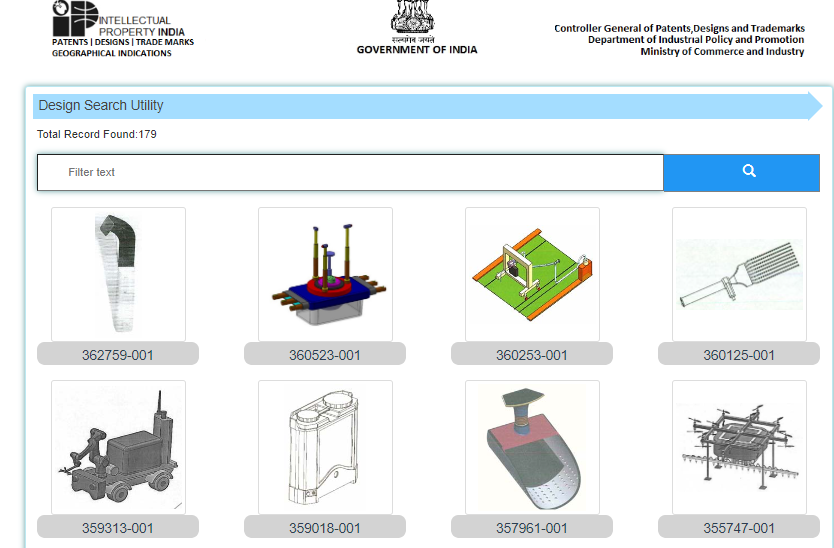 INTELLECTUAL
PROPERTY INDIA
PATENTS | DESIGNS | TRADE MARKS
GEOGRAPHICAL INDICATIONS
सत्यमेव जयते
GOVERNMENT OF INDIA
Controller General of Patents,Designs and Trademarks
Department of Industrial Policy and Promotion
Ministry of Commerce and Industry
Design Search Utility
Total Record Found:179
Filter text
362759-001
360523-001
360253-001
360125-001
359313-001
359018-001
357961-001
355747-001